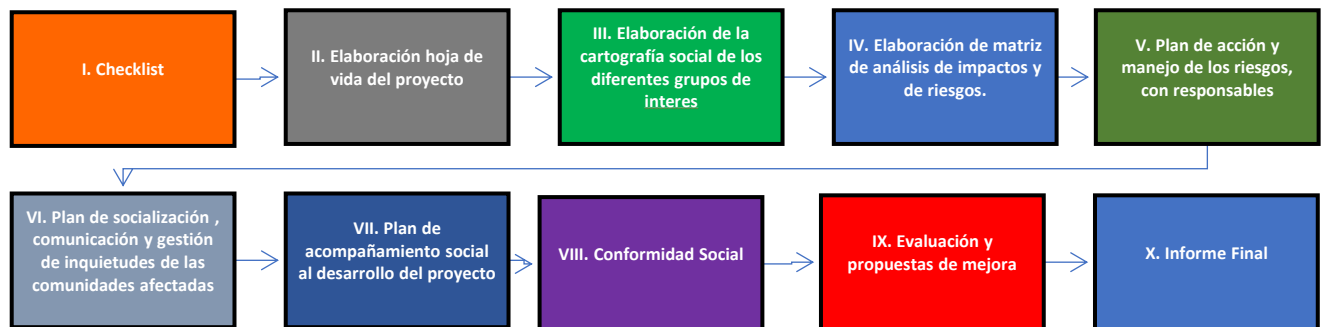 I. Checklist
II. Elaboración hoja de
vida del proyecto
III. Elaboración de la
cartografía social de los
diferentes grupos de
interes
IV. Elaboración de matriz
de análisis de impactos y
de riesgos.
V. Plan de acción y
manejo de los riesgos,
con responsables
VI. Plan de socialización ,
comunicación y gestión
de inquietudes de las
comunidades afectadas
VII. Plan de
acompañamiento social
al desarrollo del proyecto
VIII. Conformidad Social
IX. Evaluación y
propuestas de mejora
X. Informe Final